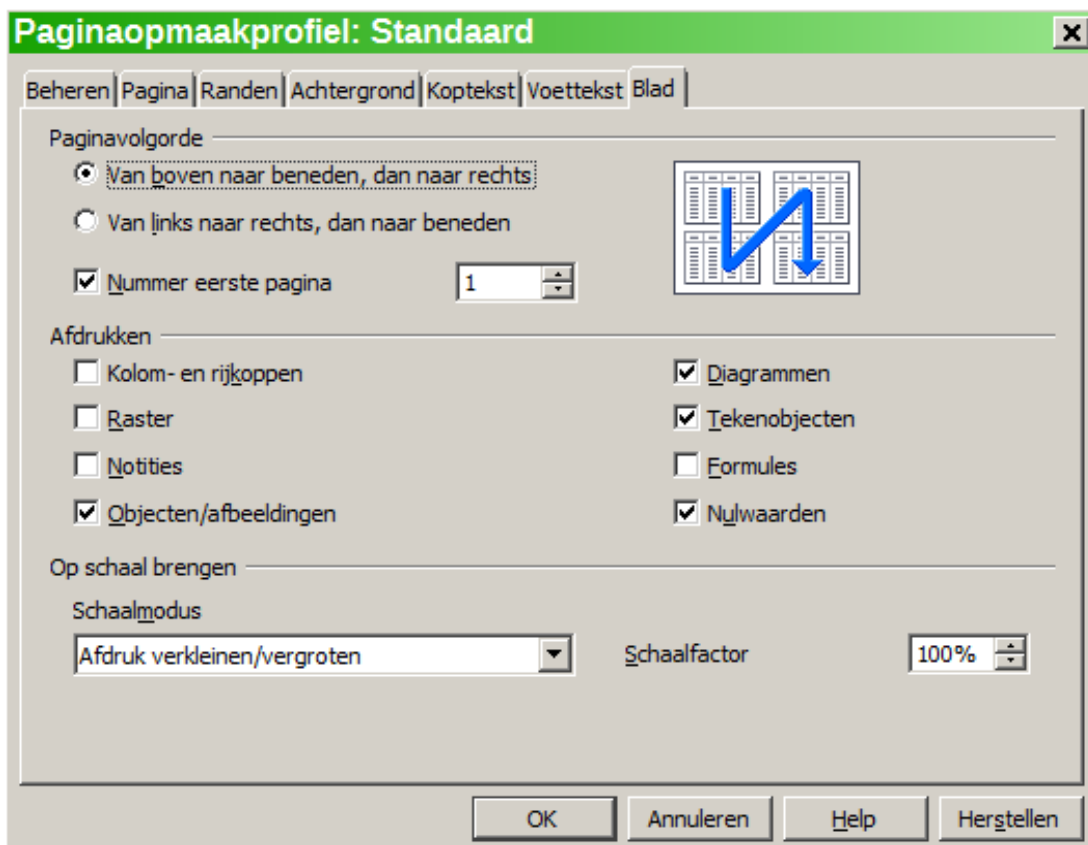 Paginaopmaakprofiel: Standaard
Beheren Pagina Randen Achtergrond Koptekst Voettekst Blad
Paginavolgorde
Van boven naar beneden, dan naar rechts
Van links naar rechts, dan naar beneden
Nummer eerste pagina 1
Afdrukken
Kolom- en rijkoppen Diagrammen
Raster Tekenobjecten
Notities Formules
Objecten/afbeeldingen Nulwaarden
Op schaal brengen
Schaalmodus
Afdruk verkleinen/vergroten Schaalfactor 100%
OK Annuleren Help Herstellen